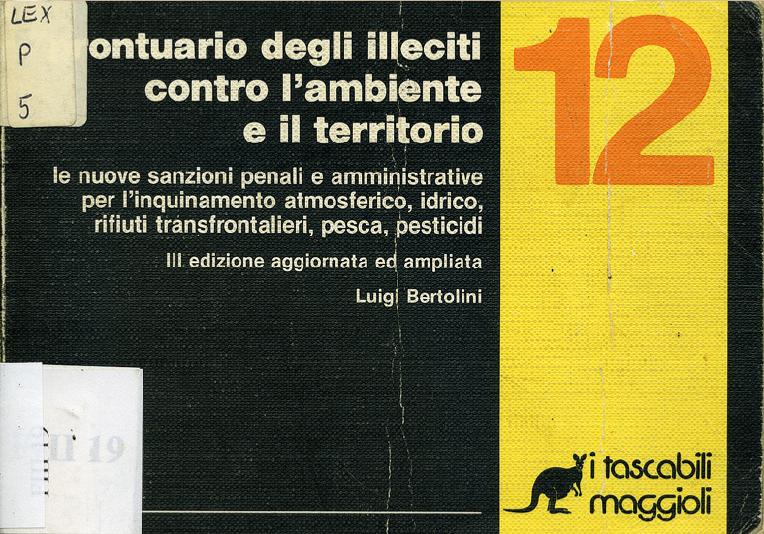 LEX
P
5
rontuario degli illeciti
contro l'ambiente
e il territorio
le nuove sanzioni penali e amministrative
per l'inquinamento atmosferico, idrico,
rifiuti transfrontalieri, pesca, pesticidi
III edizione aggiornata ed ampliata
Luigi Bertolini
12
II 19
i tascabili
maggioli